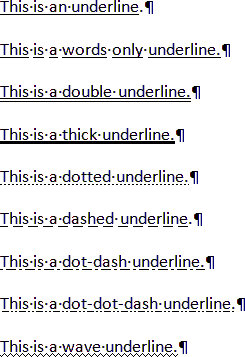 This·is·an·underline.¶
This·is·a·words·only·underline.¶
This·is·a·double·underline.¶
This·is·a·thick·underline.¶
This·is·a·dotted·underline.¶
This·is·a·dashed·underline.¶
This·is·a·dot-dash·underline.¶
This·is·a·dot-dot-dash·underline.¶
This·is·a·wave·underline.¶